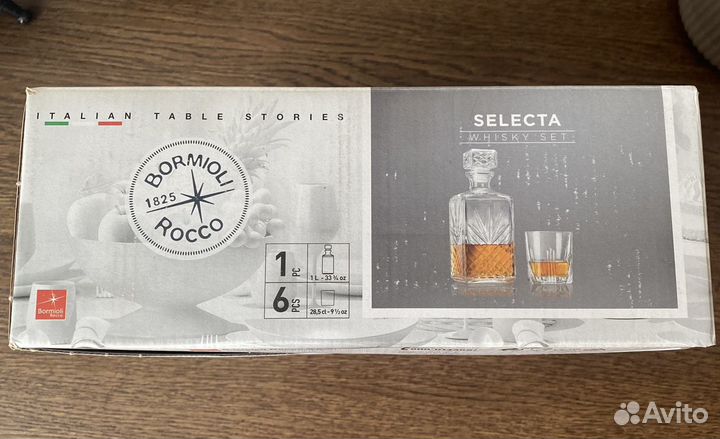 ITALIAN TABLE STORIES
BORMIOLI
1825
ROCCO
Bormioli
Rocco
1 PC
1 L - 33 ¾ oz
6 PCS
28,5 cl - 9 ½ oz
SELECTA
WHISKY SET
Avito